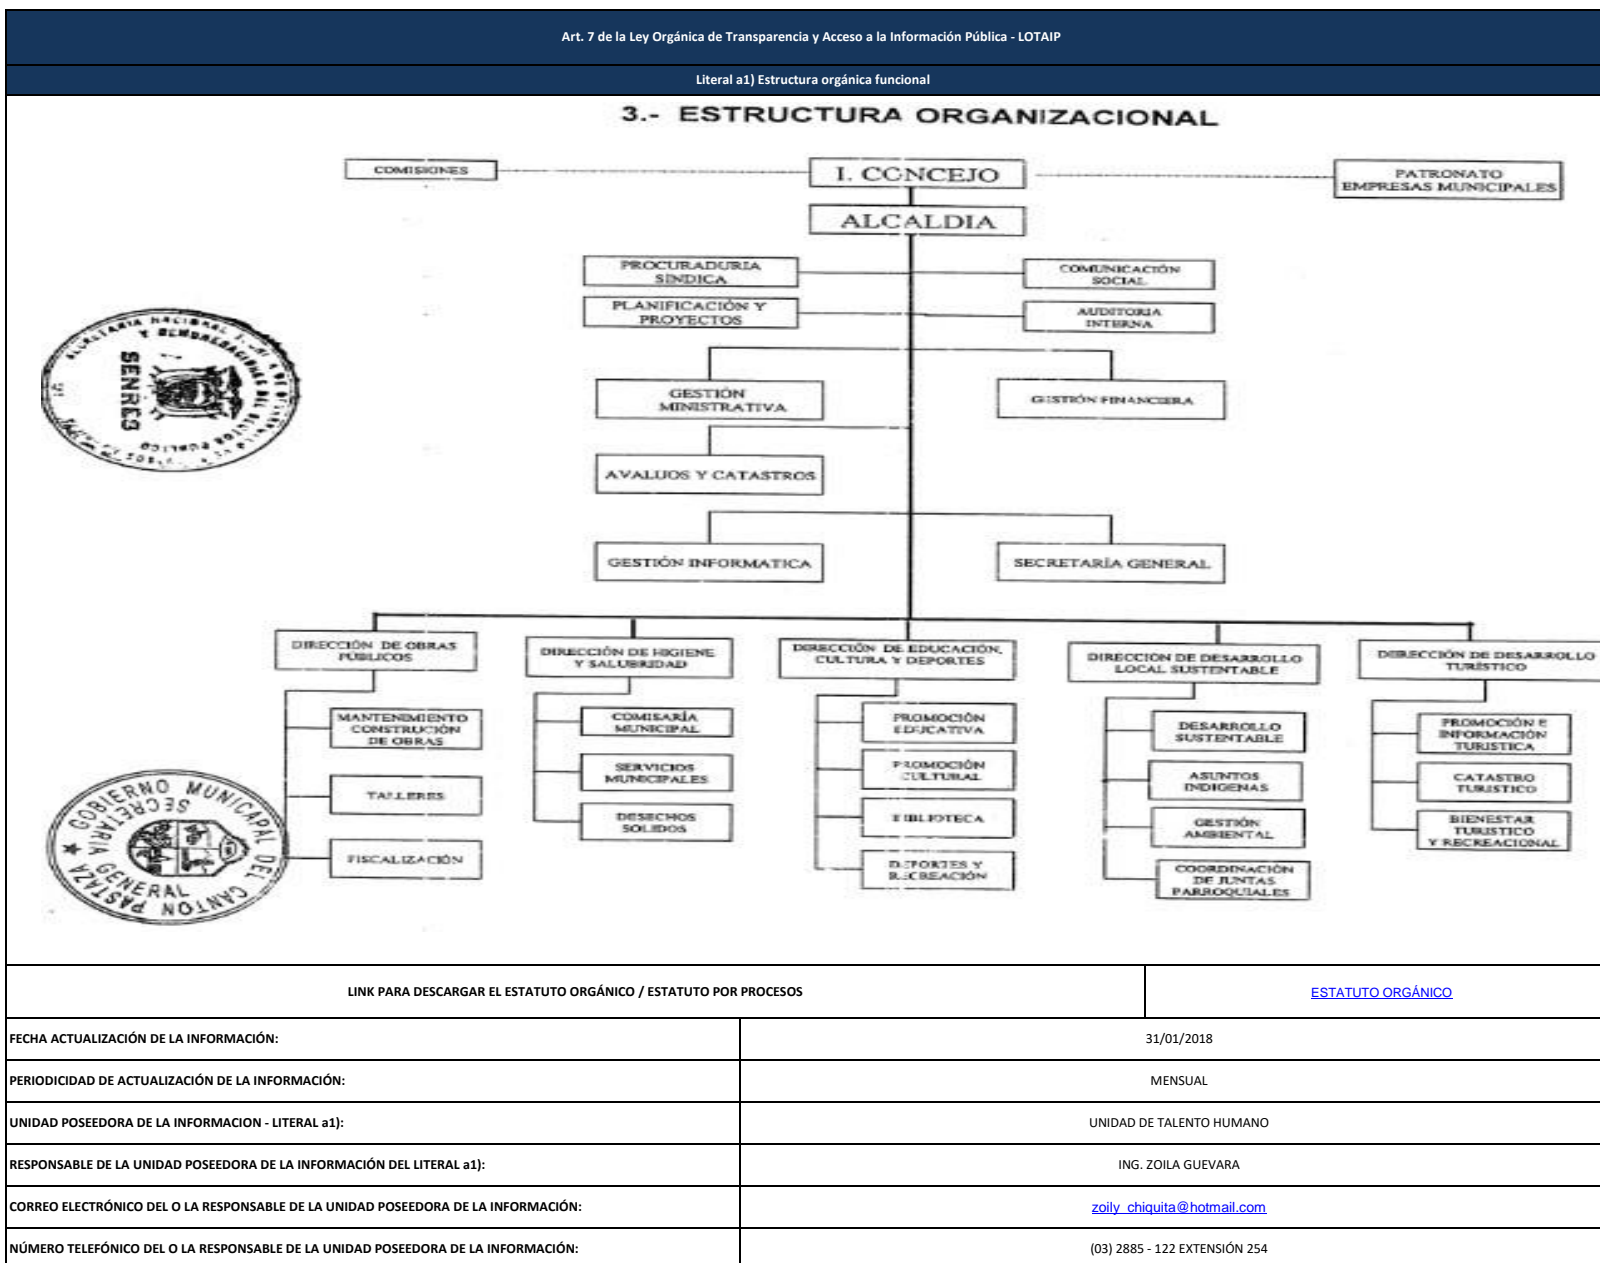 Art. 7 de la Ley Orgánica de Transparencia y Acceso a la Información Pública - LOTAIP
Literal a1) Estructura orgánica funcional
3.- ESTRUCTURA ORGANIZACIONAL
COMISIONES
I. CONCEJO
PATRONATO
EMPRESAS MUNICIPALES
ALCALDIA
PROCURADURIA
SINDICA
COMUNICACIÓN
SOCIAL
PLANIFICACIÓN Y
PROYECTOS
AUDITORIA
INTERNA
SENRES
GESTIÓN
MINISTRATIVA
GESTIÓN FINANCIERA
AVALUOS Y CATASTROS
GESTIÓN INFORMATICA
SECRETARÍA GENERAL
DIRECCIÓN DE OBRAS
PÚBLICOS
DIRECCIÓN DE HIGIENE
Y SALUBRIDAD
DIRECCIÓN DE EDUCACIÓN,
CULTURA Y DEPORTES
DIRECCIÓN DE DESARROLLO
LOCAL SUSTENTABLE
DIRECCIÓN DE DESARROLLO
TURÍSTICO
MANTENIMIENTO
CONSTRUCIÓN
DE OBRAS
TALLERES
FISCALIZACIÓN
COMISARÍA
MUNICIPAL
SERVICIOS
MUNICIPALES
DESECHOS
SOLIDOS
PROMOCIÓN
EDUCATIVA
PROMOCIÓN
CULTURAL
BIBLIOTECA
DEPORTES Y
RECREACIÓN
DESARROLLO
SUSTENTABLE
ASUNTOS
INDIGENAS
GESTIÓN
AMBIENTAL
COORDINACIÓN
DE JUNTAS
PARROQUIALES
PROMOCIÓN E
INFORMACIÓN
TURISTICA
CATASTRO
TURISTICO
BIENESTAR
TURISTICO
Y RECREACIONAL
GOBIERNO MUNICAPAL DEL
CANTON PASTAZA
SECRETARIA GENERAL
LINK PARA DESCARGAR EL ESTATUTO ORGÁNICO / ESTATUTO POR PROCESOS
ESTATUTO ORGÁNICO
FECHA ACTUALIZACIÓN DE LA INFORMACIÓN:
31/01/2018
PERIODICIDAD DE ACTUALIZACIÓN DE LA INFORMACIÓN:
MENSUAL
UNIDAD POSEEDORA DE LA INFORMACION - LITERAL a1):
UNIDAD DE TALENTO HUMANO
RESPONSABLE DE LA UNIDAD POSEEDORA DE LA INFORMACIÓN DEL LITERAL a1):
ING. ZOILA GUEVARA
CORREO ELECTRÓNICO DEL O LA RESPONSABLE DE LA UNIDAD POSEEDORA DE LA INFORMACIÓN:
zoily_chiquita@hotmail.com
NÚMERO TELEFÓNICO DEL O LA RESPONSABLE DE LA UNIDAD POSEEDORA DE LA INFORMACIÓN:
(03) 2885 - 122 EXTENSIÓN 254